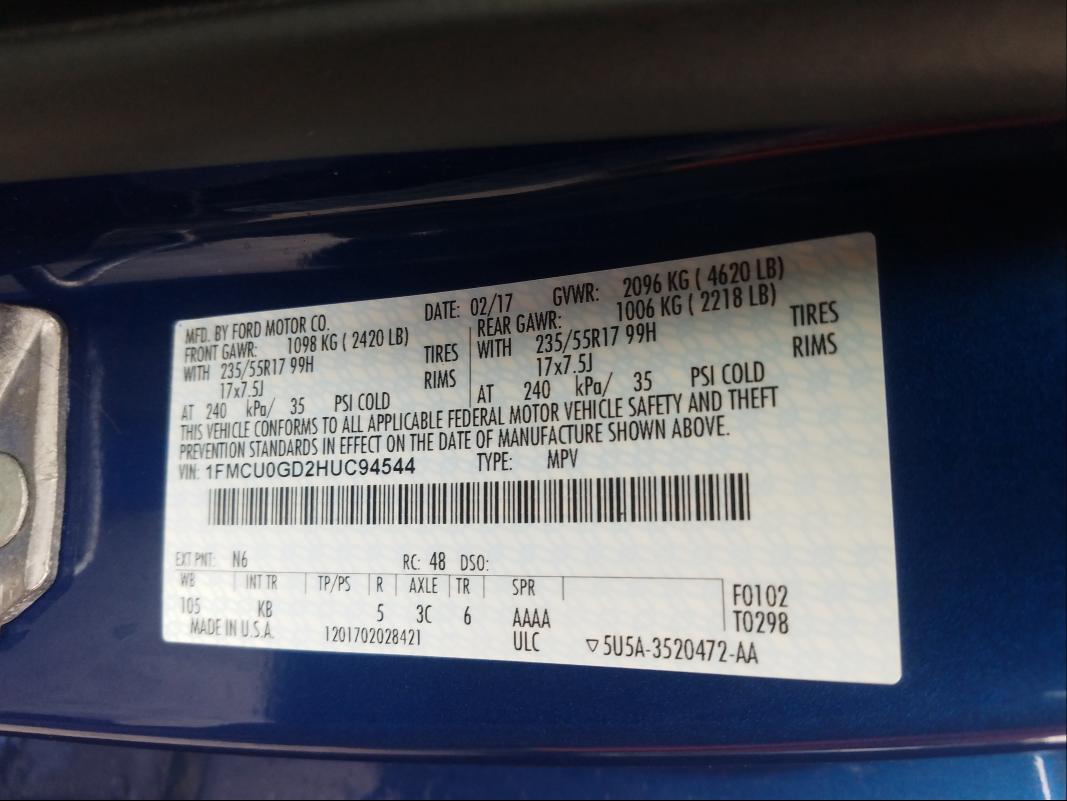 MFD. BY FORD MOTOR CO. DATE: 02/17 GVWR: 2096 KG ( 4620 LB)
FRONT GAWR: 1098 KG ( 2420 LB) REAR GAWR: 1006 KG ( 2218 LB)
WITH 235/55R17 99H TIRES WITH 235/55R17 99H TIRES
17x7.5J RIMS 17x7.5J RIMS
AT 240 kPa/ 35 PSI COLD AT 240 kPa/ 35 PSI COLD
THIS VEHICLE CONFORMS TO ALL APPLICABLE FEDERAL MOTOR VEHICLE SAFETY AND THEFT
PREVENTION STANDARDS IN EFFECT ON THE DATE OF MANUFACTURE SHOWN ABOVE.
VIN: 1FMCU0GD2HUC94544 TYPE: MPV
EXT PNT: N6 RC: 48 DSO:
WB INT TR TP/PS R AXLE TR SPR F0102
105 KB 5 3C 6 AAAA T0298
MADE IN U.S.A. 1201702028421 ULC ▽5U5A-3520472-AA